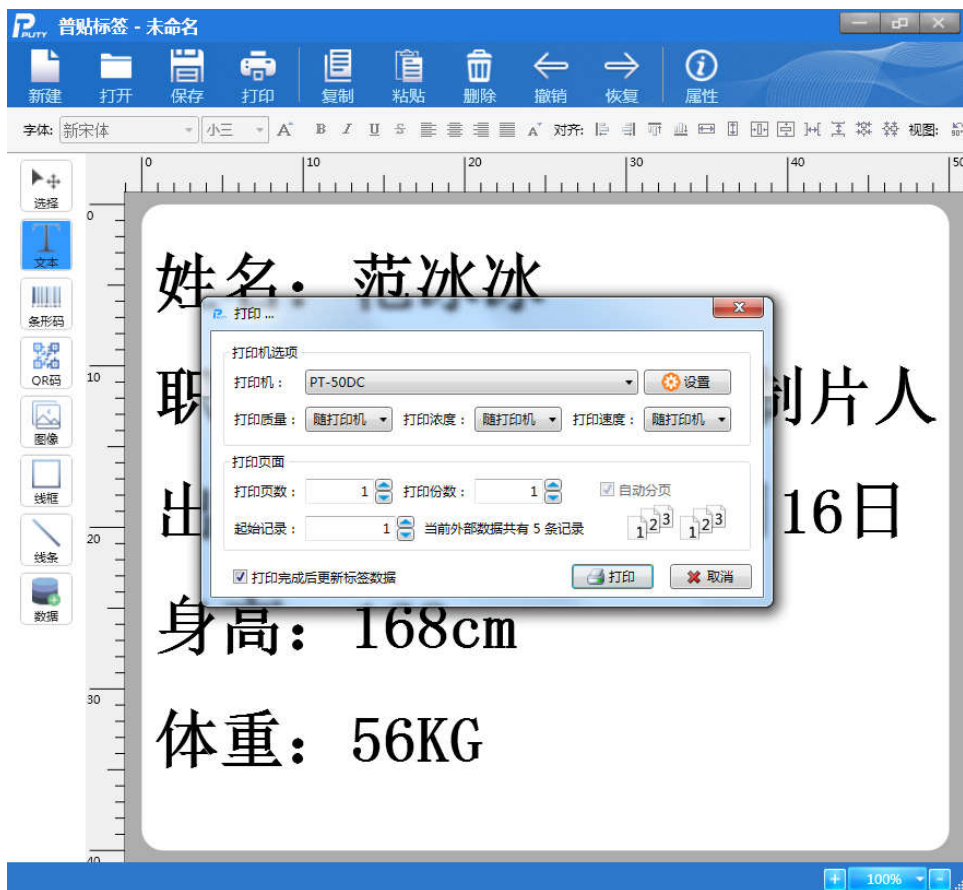 PUTY 普贴标签 - 未命名
新建 打开 保存 打印 复制 粘贴 删除 撤销 恢复 属性
字体: 新宋体 小三 A B I U S A 对齐: 视图:
0 10 20 30 40 50
选择
文本
条形码
QR码
图像
线框
线条
数据
0
10
20
30
40
姓名：范冰冰
职 制片人
出 16日
身高：168cm
体重：56KG
打印 ...
打印机选项
打印机： PT-50DC 设置
打印质量： 随打印机 打印浓度： 随打印机 打印速度： 随打印机
打印页面
打印页数： 1 打印份数： 1 自动分页
起始记录： 1 当前外部数据共有 5 条记录 1 2 3 1 2 3
打印完成后更新标签数据 打印 取消
100%